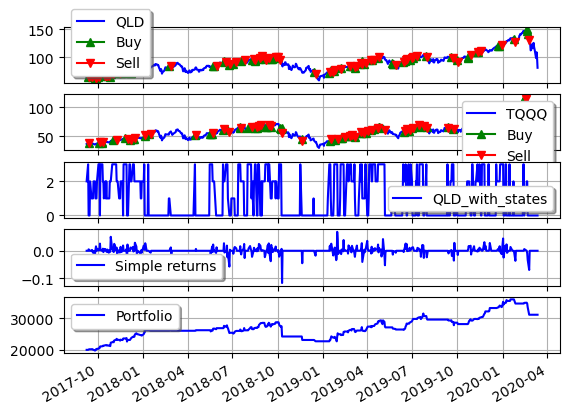 150
100
QLD
Buy
Sell
100
50
TQQQ
Buy
Sell
2
0
QLD_with_states
0.0
−0.1
Simple returns
30000
20000
Portfolio
2017-10
2018-01
2018-04
2018-07
2018-10
2019-01
2019-04
2019-07
2019-10
2020-01
2020-04